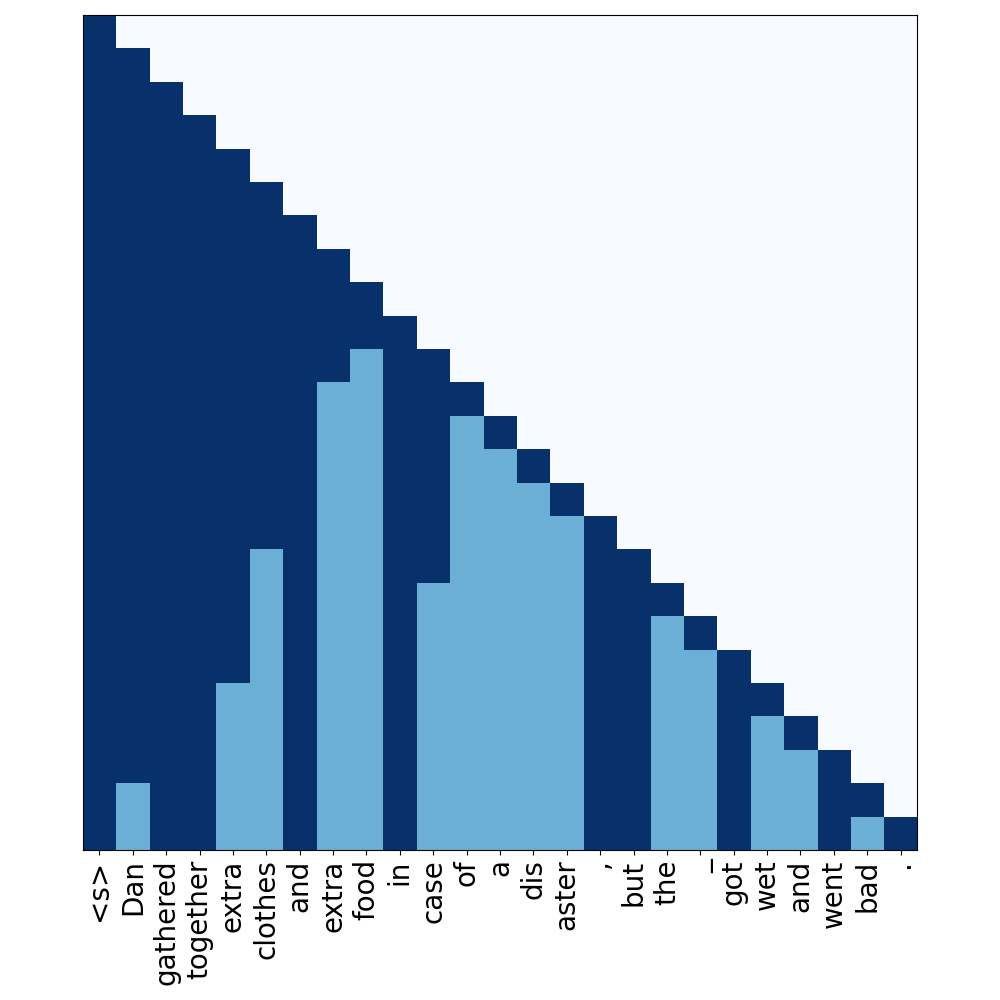 <s> Dan gathered together extra clothes and extra food in case of a dis aster , but the _ got wet and went bad .